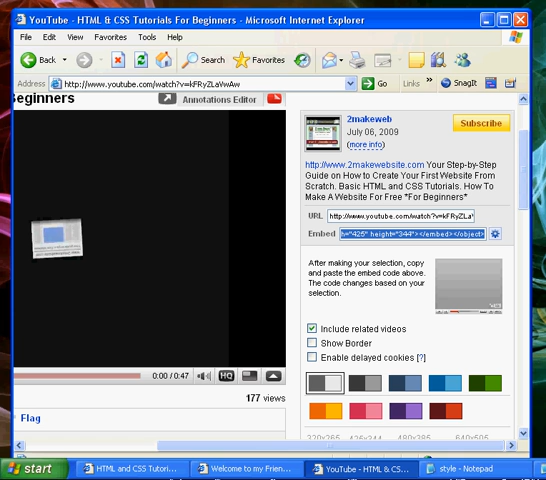 YouTube - HTML & CSS Tutorials For Beginners - Microsoft Internet Explorer
File Edit View Favorites Tools Help
Back Search Favorites
Address http://www.youtube.com/watch?v=kFRyZLaVwAw Go Links » SnagIt
Beginners
Annotations Editor
2makeweb
July 06, 2009
(more info)
Subscribe
http://www.2makewebsite.com Your Step-by-Step
Guide on How to Create Your First Website From
Scratch. Basic HTML and CSS Tutorials. How To
Make A Website For Free *For Beginners*
URL http://www.youtube.com/watch?v=kFRyZLaV
Embed h="425" height="344"></embed></object>
After making your selection, copy
and paste the embed code above.
The code changes based on your
selection.
Include related videos
Show Border
Enable delayed cookies [?]
0:00 / 0:47 HQ
177 views
Flag
start HTML and CSS Tutori... Welcome to my Frien... YouTube - HTML & CS... style - Notepad